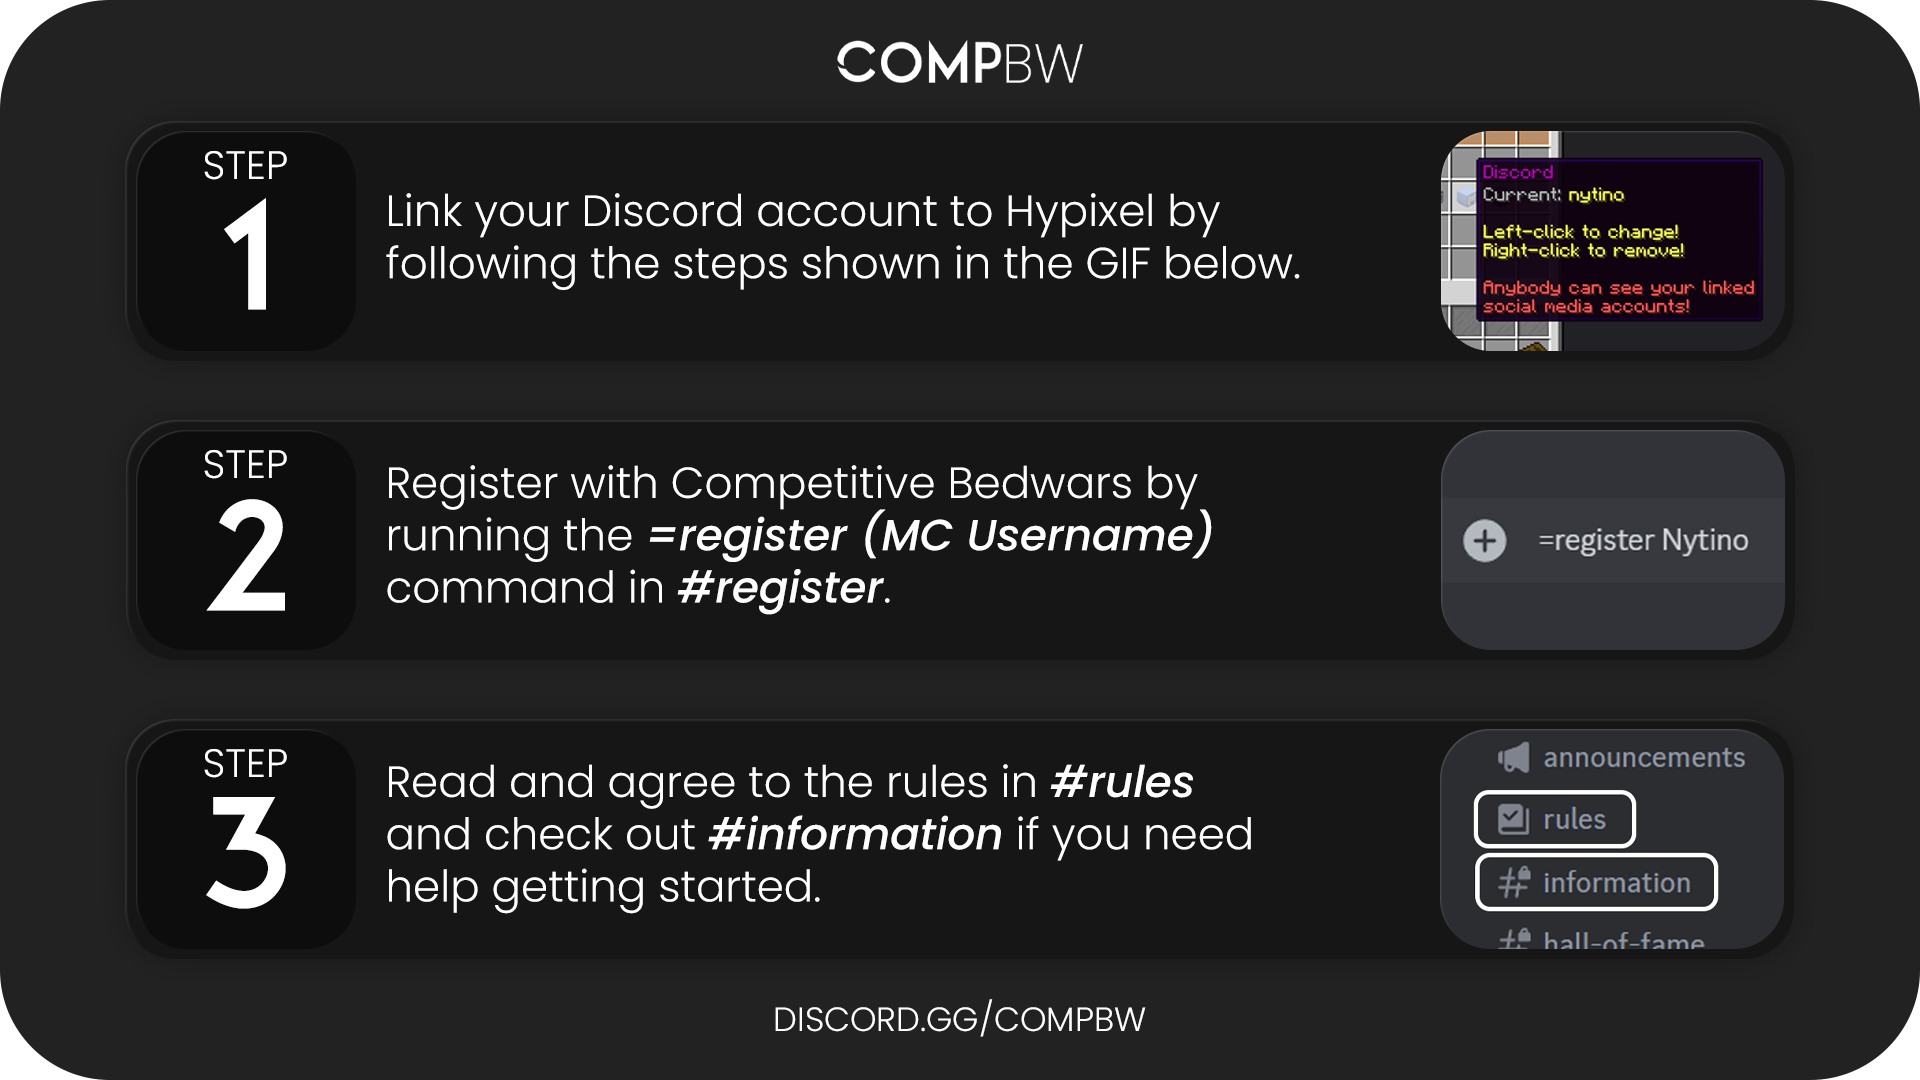 COMPBW
STEP
1
Link your Discord account to Hypixel by
following the steps shown in the GIF below.
Discord
Current: nytino
Left-click to change!
Right-click to remove!
Anybody can see your linked
social media accounts!
STEP
2
Register with Competitive Bedwars by
running the =register (MC Username)
command in #register.
=register Nytino
STEP
3
Read and agree to the rules in #rules
and check out #information if you need
help getting started.
announcements
rules
information
hall-of-fame
DISCORD.GG/COMPBW